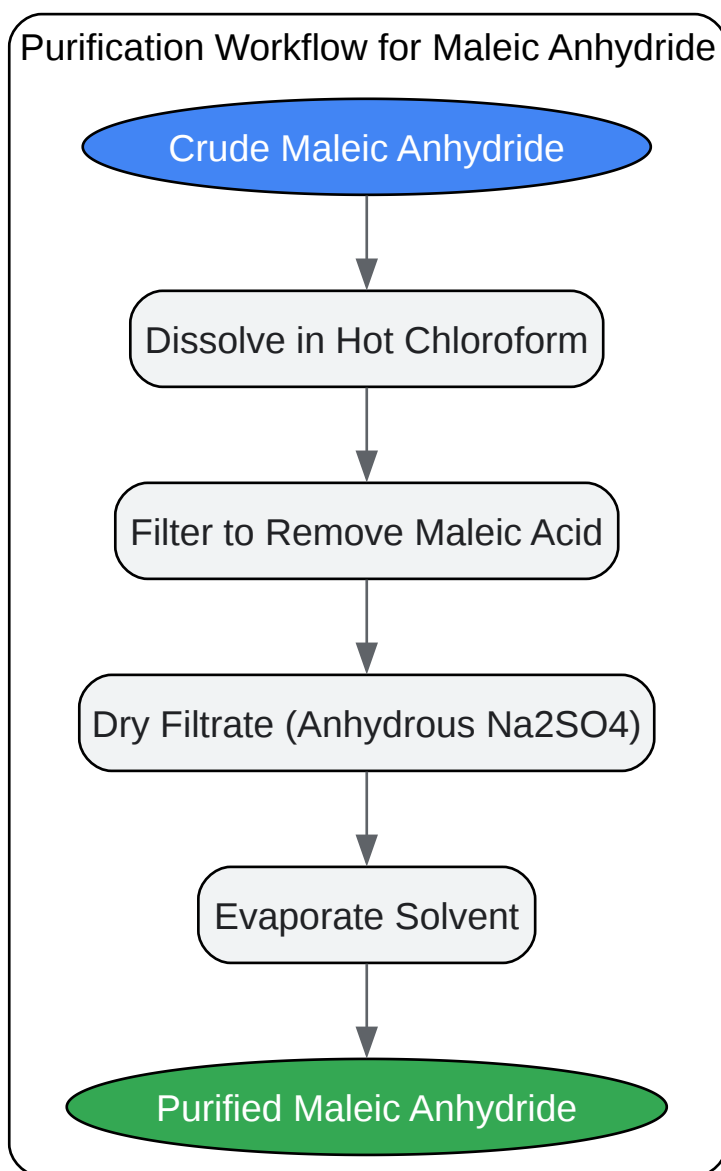 Purification Workflow for Maleic Anhydride
Crude Maleic Anhydride
Dissolve in Hot Chloroform
Filter to Remove Maleic Acid
Dry Filtrate (Anhydrous Na2SO4)
Evaporate Solvent
Purified Maleic Anhydride